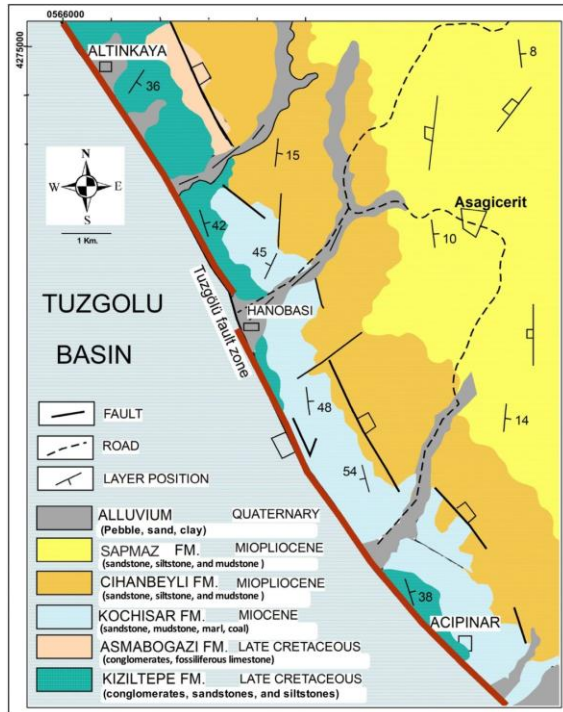 0566000
4275000
ALTINKAYA
36
8
N
W E
S
1 Km.
15
42
45
Asagicerit
10
Tuzgölü fault zone
HANOBASI
TUZGOLU
BASIN
48
14
54
38
ACIPINAR
FAULT
ROAD
LAYER POSITION
ALLUVIUM QUATERNARY
(Pebble, sand, clay)
SAPMAZ FM. MIOPLIOCENE
(sandstone, siltstone, and mudstone )
CIHANBEYLI FM. MIOPLIOCENE
(sandstone, siltstone, and mudstone )
KOCHISAR FM. MIOCENE
(sandstone, mudstone, marl, coal)
ASMABOGAZI FM. LATE CRETACEOUS
(conglomerates, fossiliferous limestone)
KIZILTEPE FM. LATE CRETACEOUS
(conglomerates, sandstones, and siltstones)